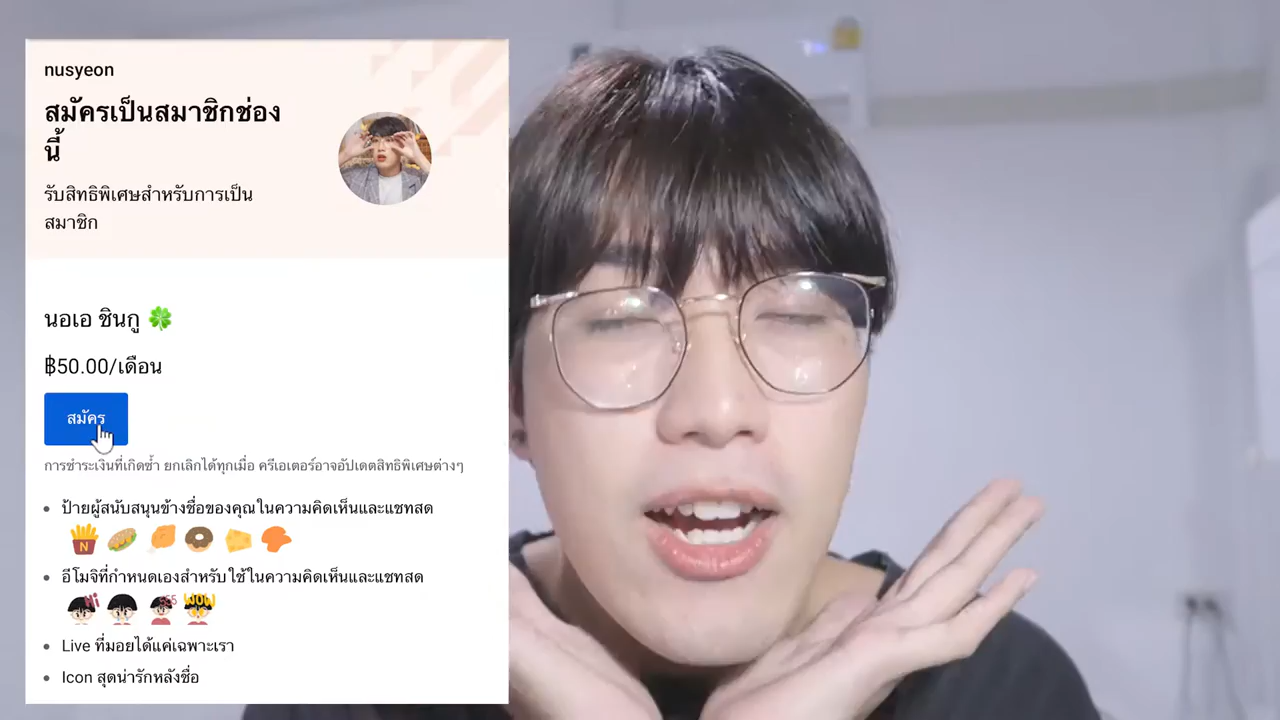 nusyeon
สมัครเป็นสมาชิกช่อง
นี้
รับสิทธิพิเศษสำหรับการเป็น
สมาชิก
นอเอ ชินกู 🍀
฿50.00/เดือน
สมัคร
การชำระเงินที่เกิดซ้ำ ยกเลิกได้ทุกเมื่อ ครีเอเตอร์อาจอัปเดตสิทธิพิเศษต่างๆ
ป้ายผู้สนับสนุนข้างชื่อของคุณในความคิดเห็นและแชทสด
N
อีโมจิที่กำหนดเองสำหรับใช้ในความคิดเห็นและแชทสด
Hi 555 WOW
Live ที่มอยได้แค่เฉพาะเรา
Icon สุดน่ารักหลังชื่อ